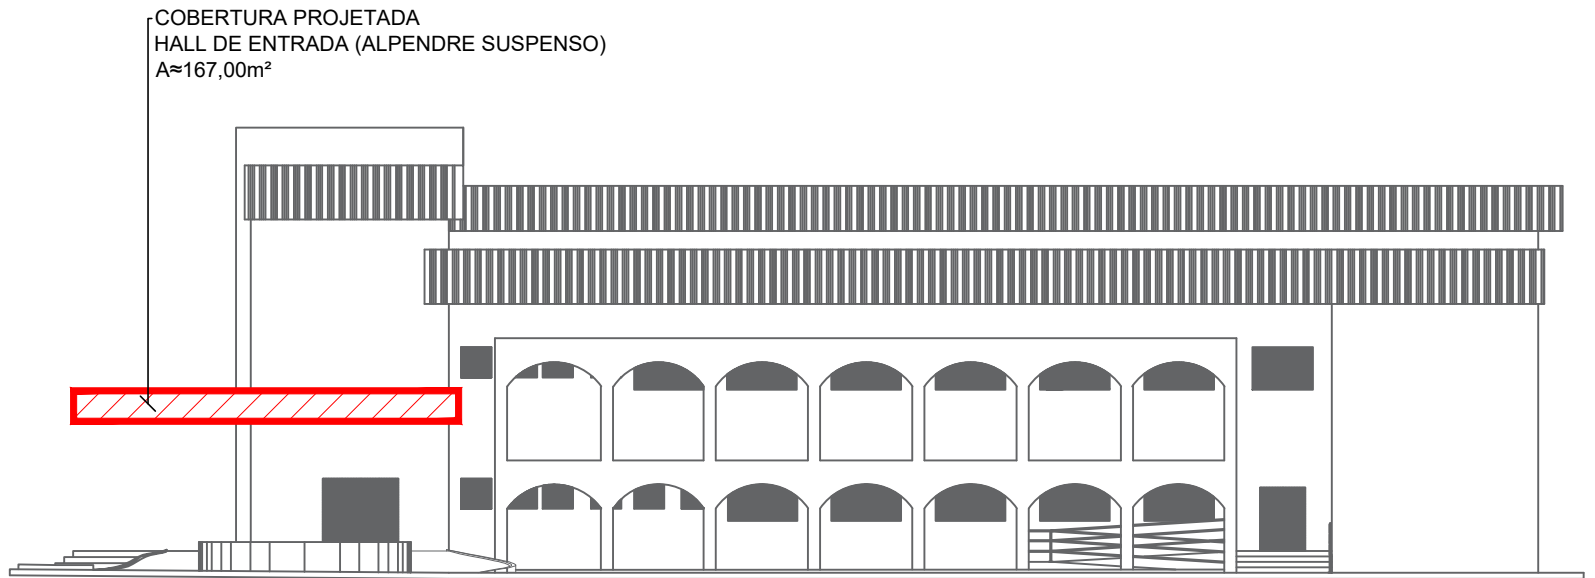 COBERTURA PROJETADA
HALL DE ENTRADA (ALPENDRE SUSPENSO)
A≈167,00m²